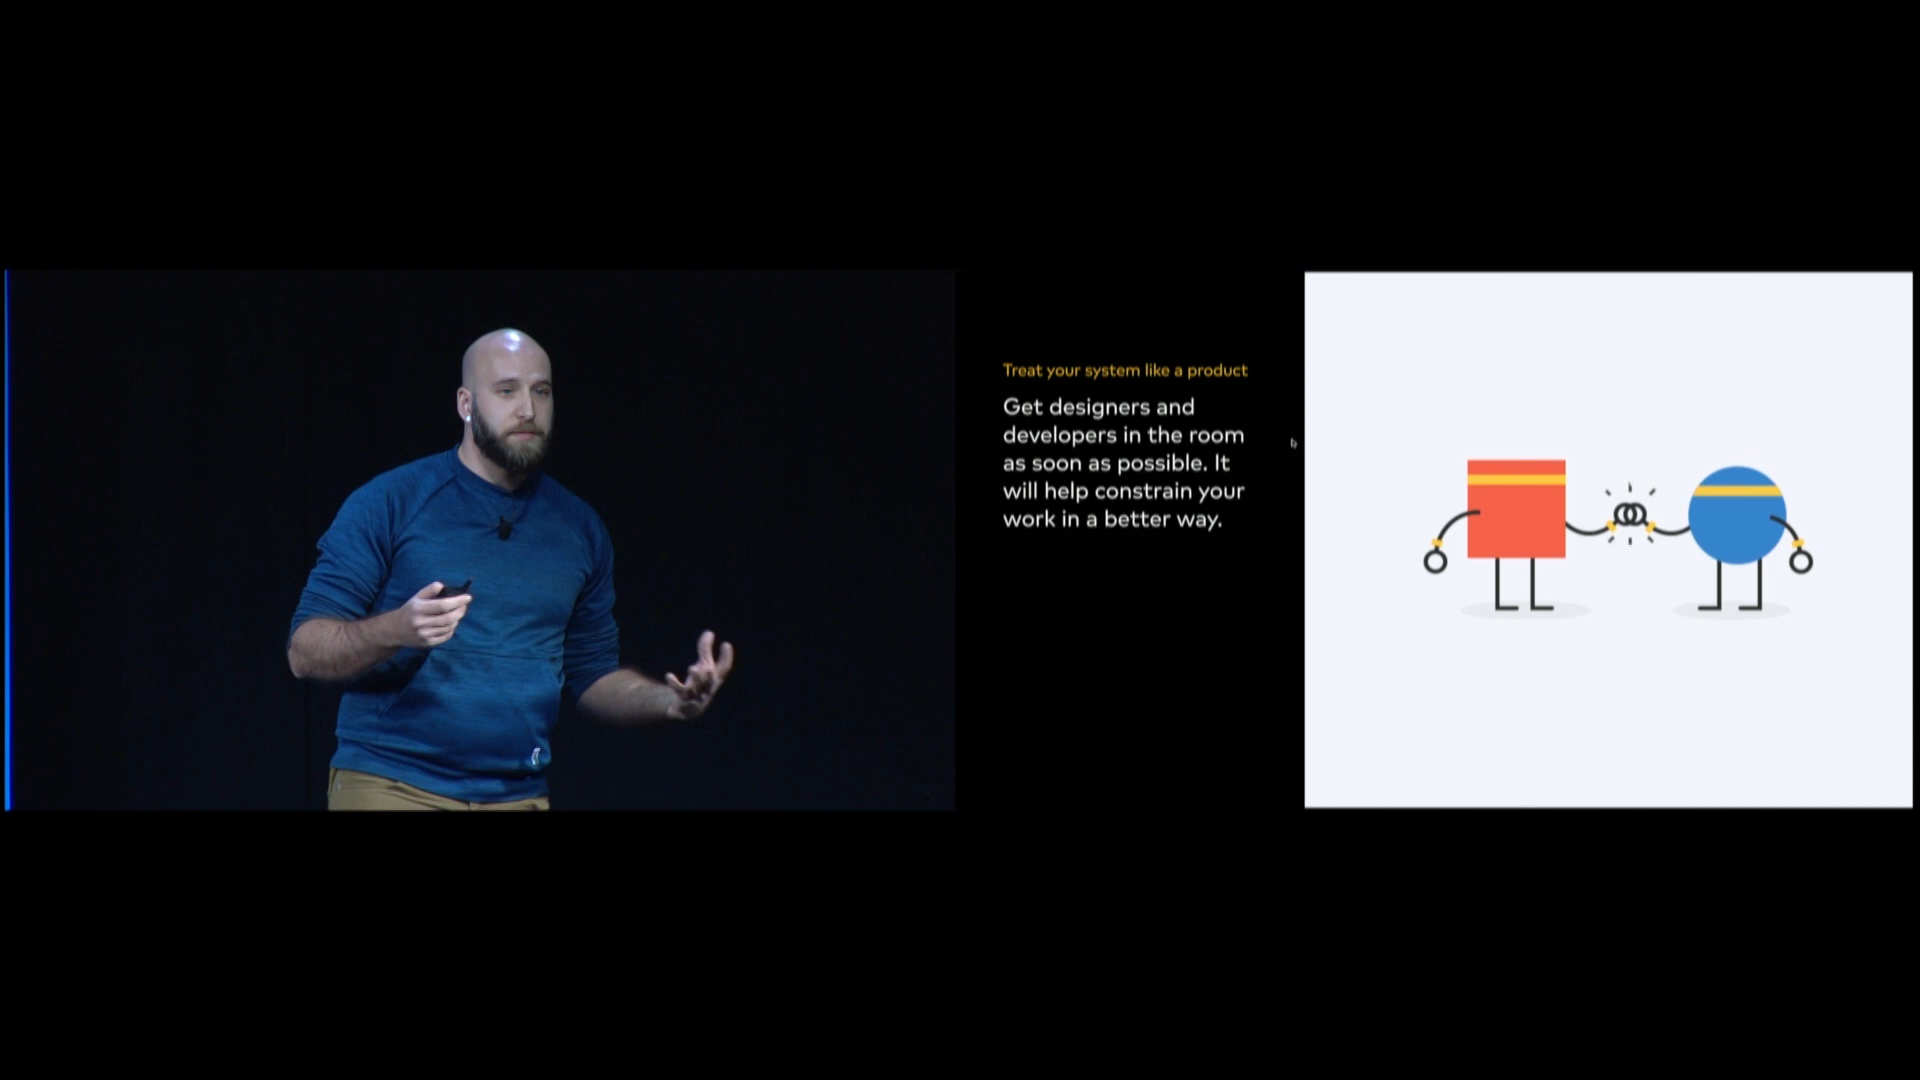 Treat your system like a product
Get designers and
developers in the room
as soon as possible. It
will help constrain your
work in a better way.